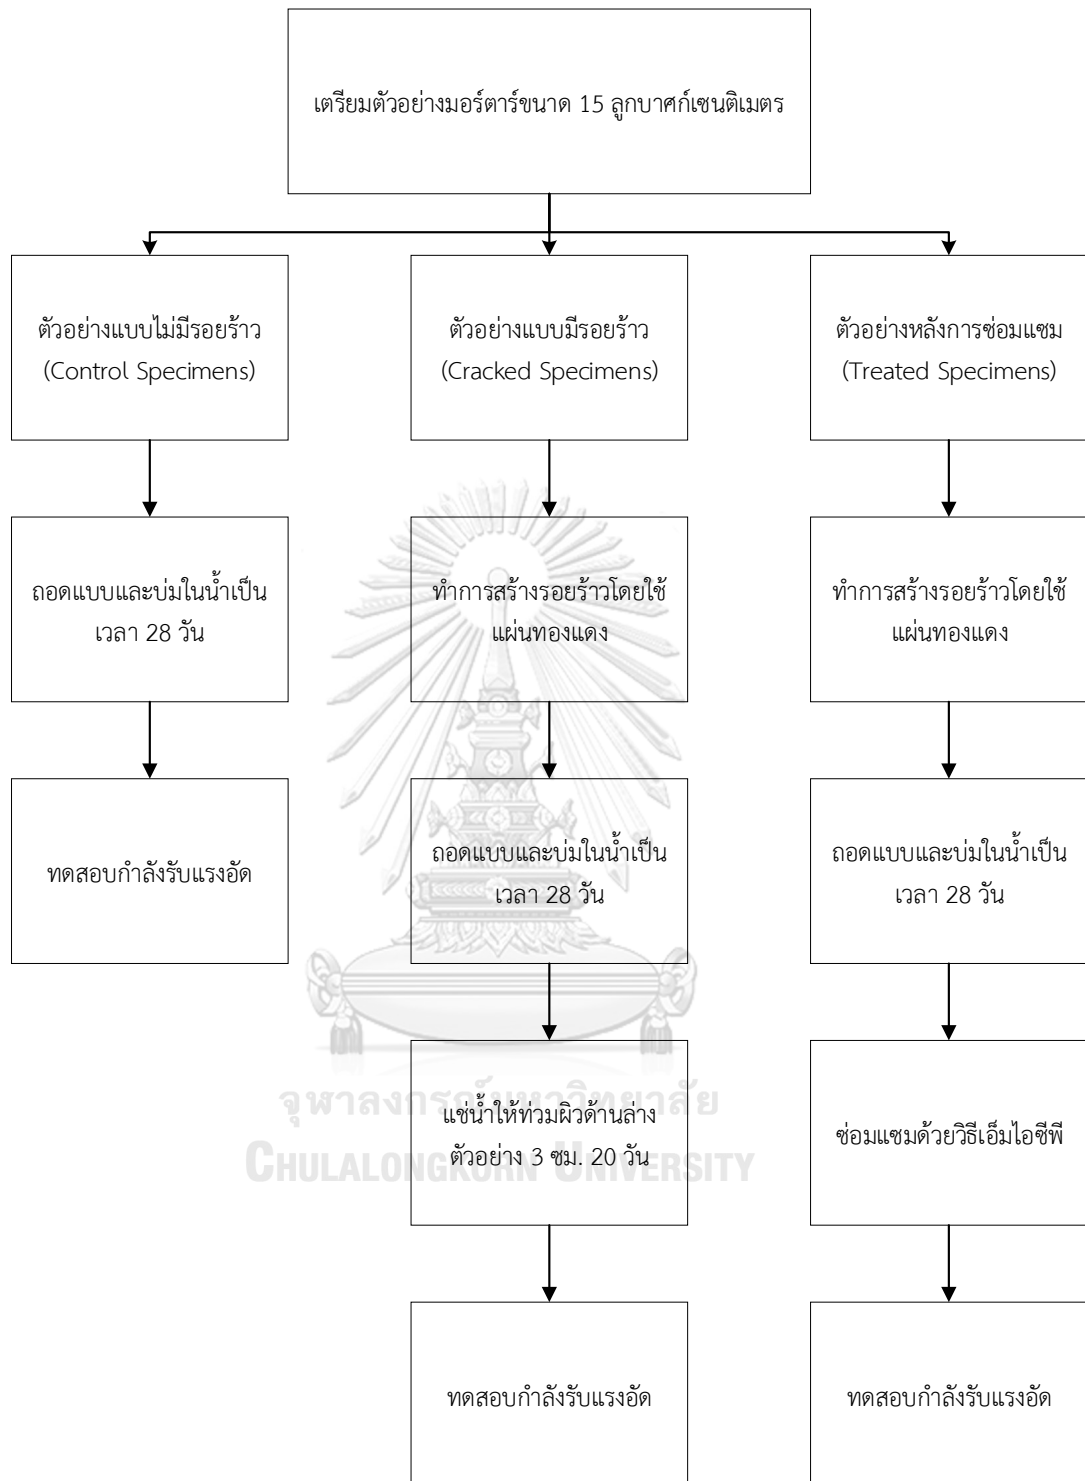 เตรียมตัวอย่างมอร์ตาร์ขนาด 15 ลูกบาศก์เซนติเมตร
ตัวอย่างแบบไม่มีรอยร้าว
(Control Specimens)
ตัวอย่างแบบมีรอยร้าว
(Cracked Specimens)
ตัวอย่างหลังการซ่อมแซม
(Treated Specimens)
ถอดแบบและบ่มในน้ำเป็น
เวลา 28 วัน
ทำการสร้างรอยร้าวโดยใช้
แผ่นทองแดง
ทำการสร้างรอยร้าวโดยใช้
แผ่นทองแดง
ทดสอบกำลังรับแรงอัด
ถอดแบบและบ่มในน้ำเป็น
เวลา 28 วัน
ถอดแบบและบ่มในน้ำเป็น
เวลา 28 วัน
แช่น้ำให้ท่วมผิวด้านล่าง
ตัวอย่าง 3 ซม. 20 วัน
ซ่อมแซมด้วยวิธีเอ็มไอซีพี
จุฬาลงกรณ์มหาวิทยาลัย
CHULALONGKORN UNIVERSITY
ทดสอบกำลังรับแรงอัด
ทดสอบกำลังรับแรงอัด